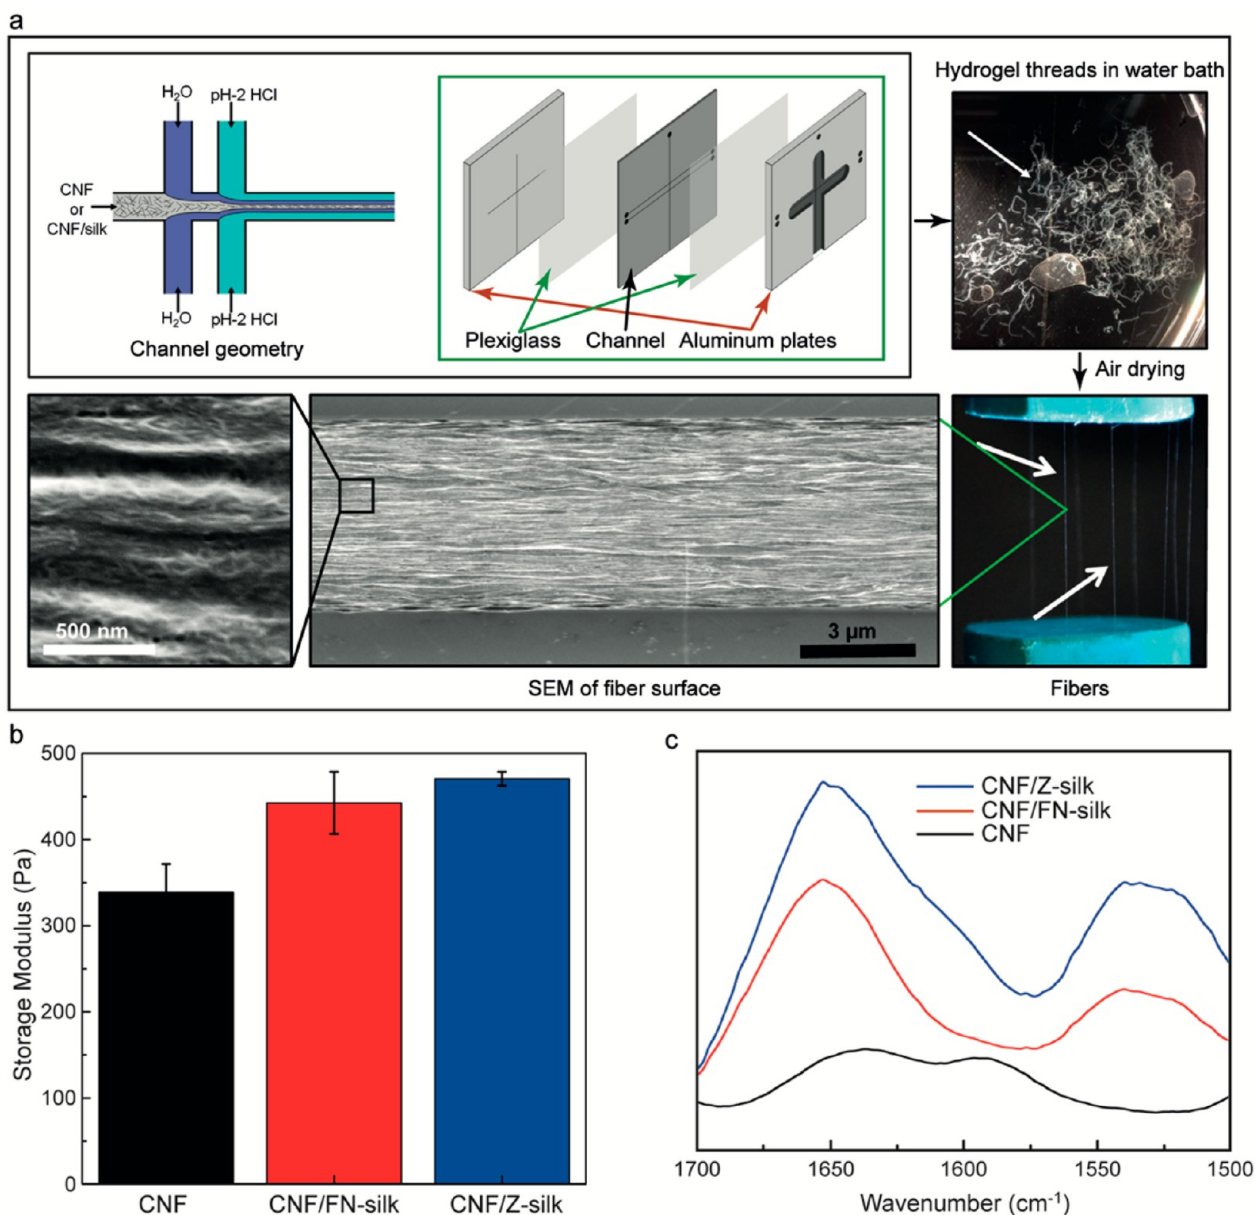 a
H₂O
pH-2 HCl
CNF
or
CNF/silk
H₂O
pH-2 HCl
Channel geometry
Plexiglass
Channel
Aluminum plates
Hydrogel threads in water bath
Air drying
500 nm
3 µm
SEM of fiber surface
Fibers
b
Storage Modulus (Pa)
500
400
300
200
100
0
CNF
CNF/FN-silk
CNF/Z-silk
c
CNF/Z-silk
CNF/FN-silk
CNF
1700
1650
1600
1550
1500
Wavenumber (cm⁻¹)